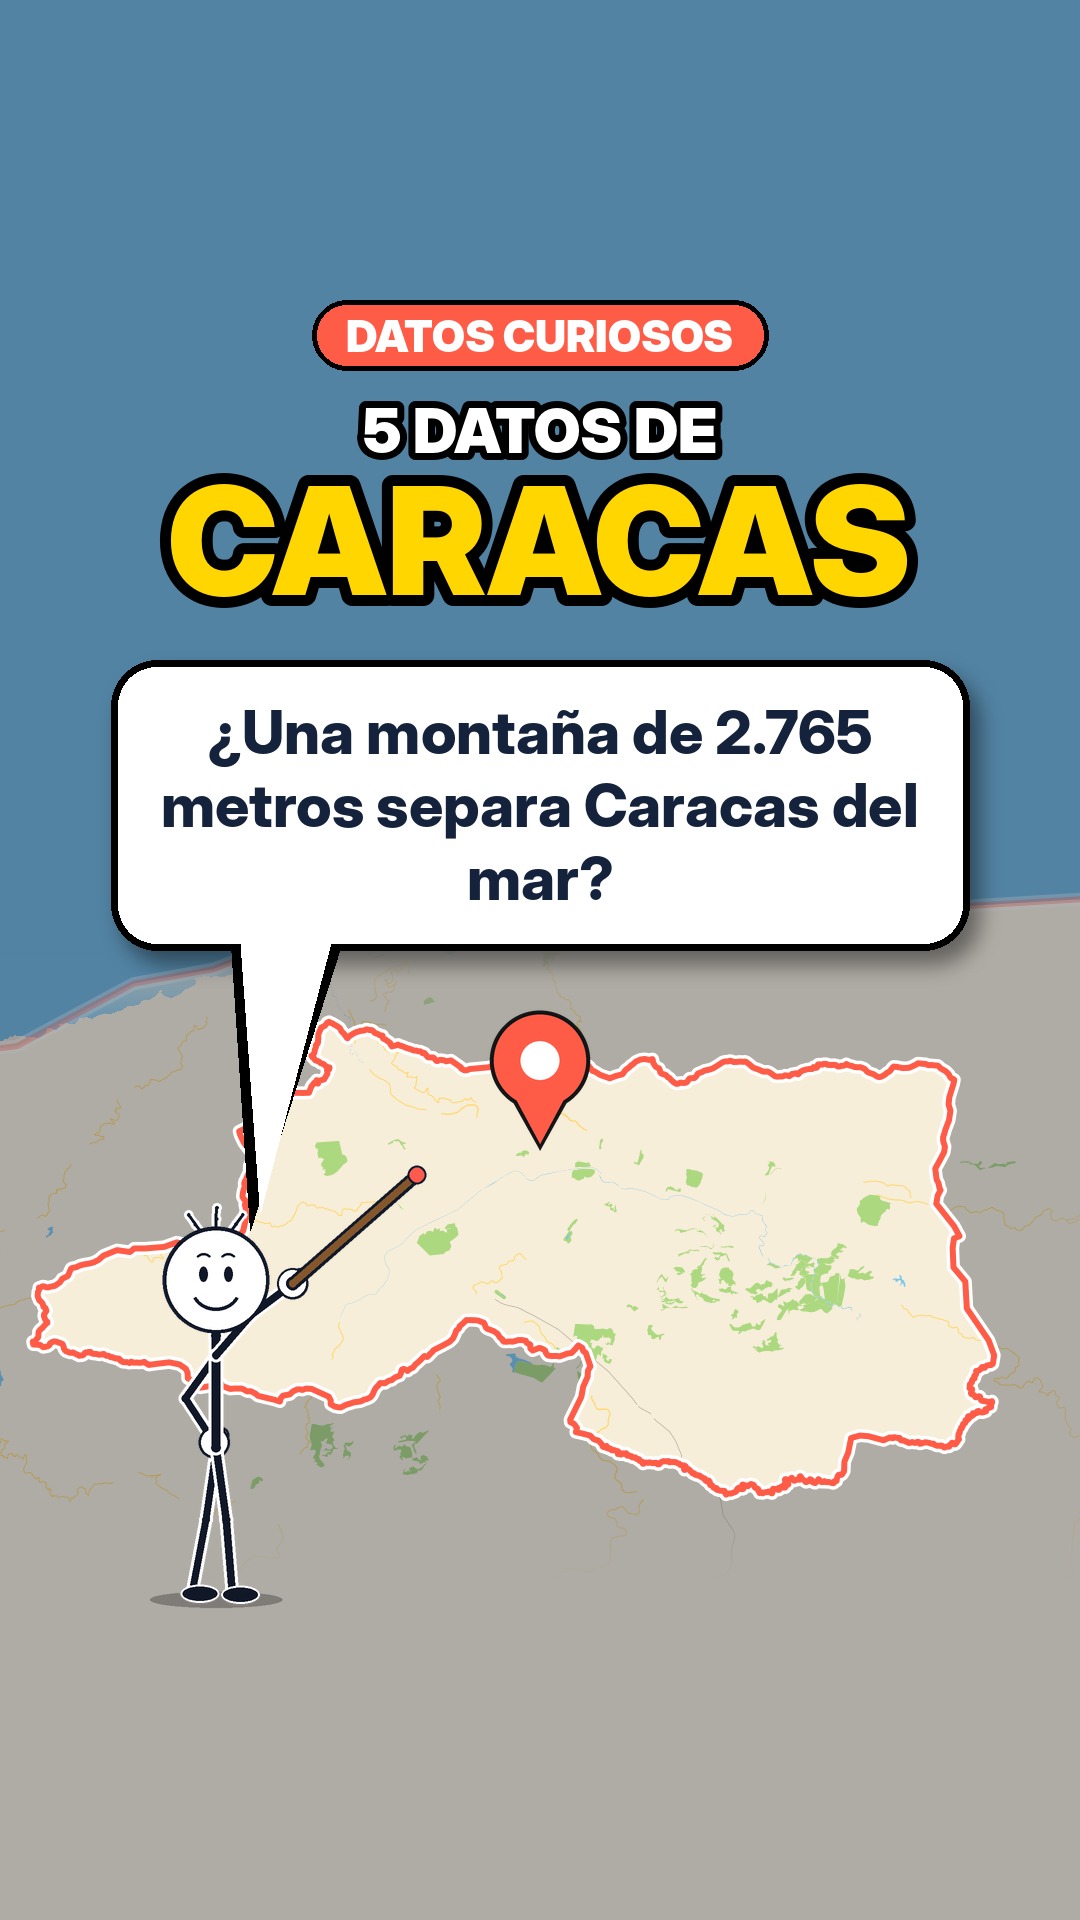 DATOS CURIOSOS
5 DATOS DE
CARACAS
¿Una montaña de 2.765
metros separa Caracas del
mar?